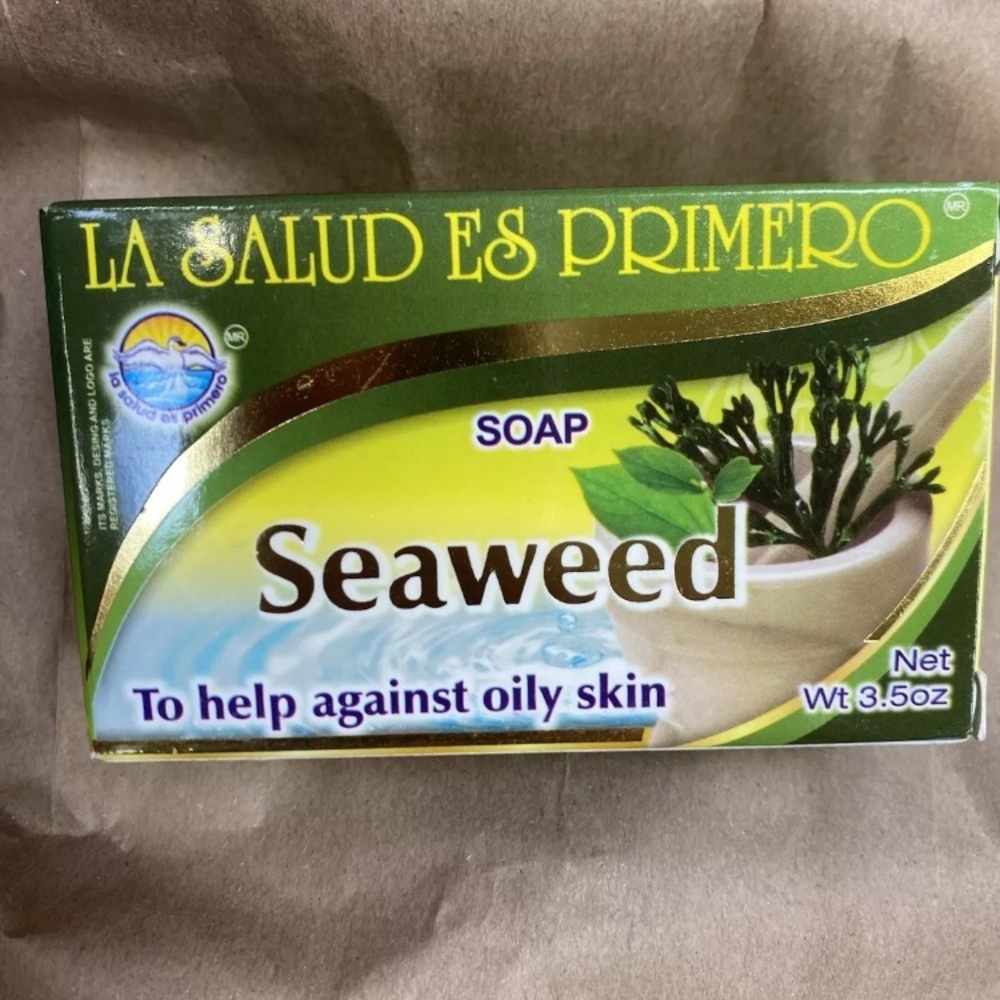 LA SALUD ES PRIMERO
MR
MR
la salud es primero
ITS MARKS, DESING AND LOGO ARE
REGISTERED MARKS
SOAP
Seaweed
To help against oily skin
Net
Wt 3.5oz